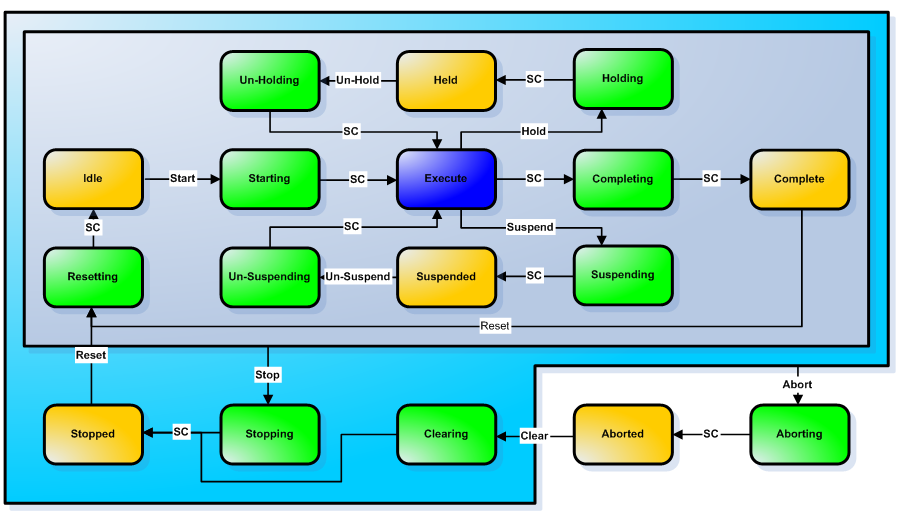 Un-Holding
Un-Hold
Held
SC
Holding
SC
Hold
Idle
Start
Starting
SC
Execute
SC
Completing
SC
Complete
SC
SC
Suspend
Resetting
Un-Suspending
Un-Suspend
Suspended
SC
Suspending
Reset
Reset
Stop
Abort
Stopped
SC
Stopping
Clearing
Clear
Aborted
SC
Aborting